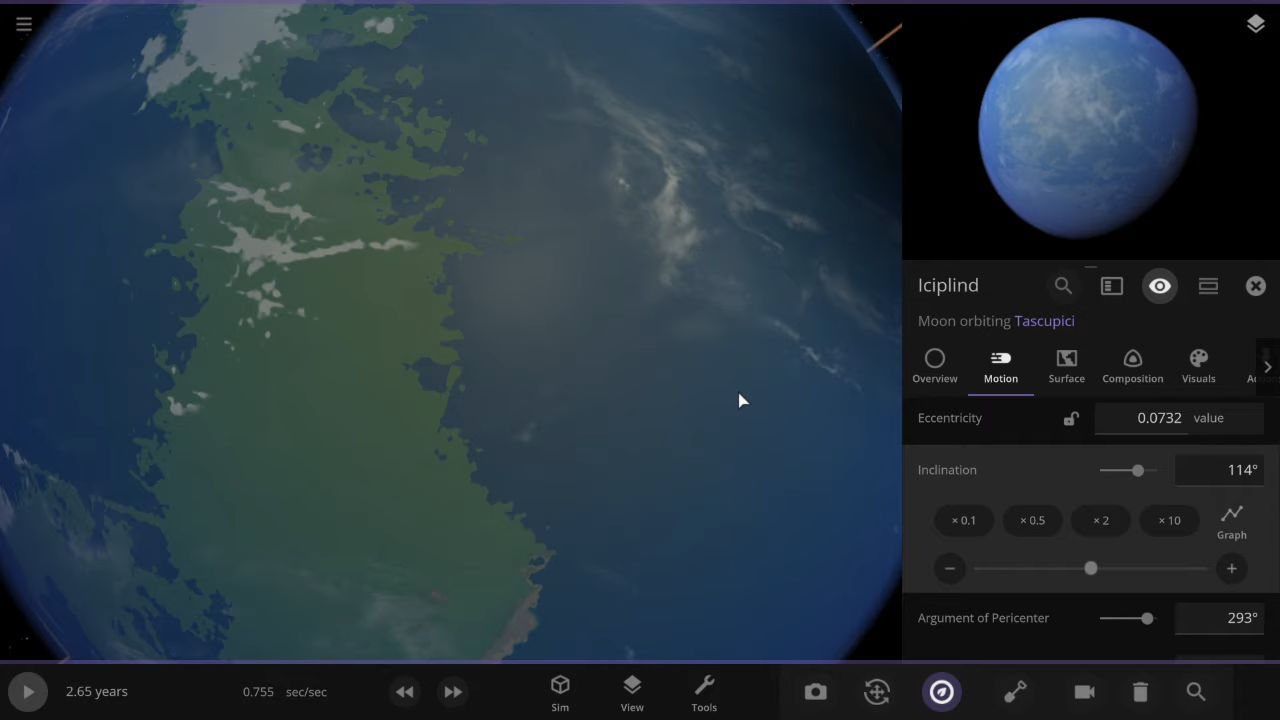 Iciplind
Moon orbiting Tascupici
Overview Motion Surface Composition Visuals
Eccentricity 0.0732 value
Inclination 114°
× 0.1 × 0.5 × 2 × 10 Graph
Argument of Pericenter 293°
2.65 years 0.755 sec/sec Sim View Tools